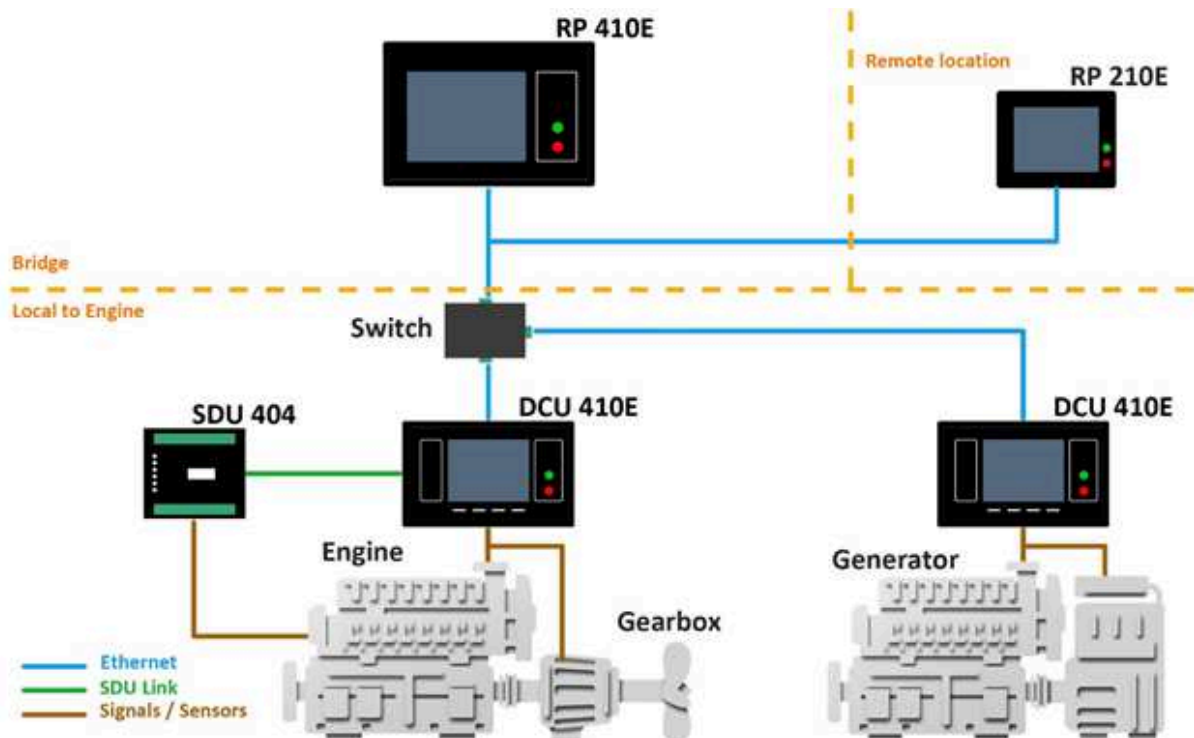 RP 410E
Remote location
RP 210E
Bridge
Local to Engine
Switch
SDU 404
DCU 410E
DCU 410E
Engine
Generator
Gearbox
Ethernet
SDU Link
Signals / Sensors